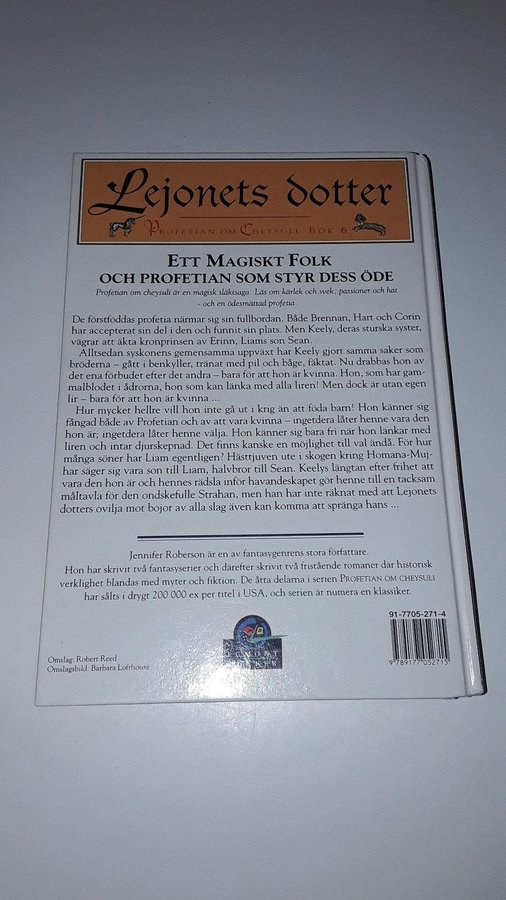 Lejonets dotter
PROFETIAN OM CHEYSULI BOK 6
ETT MAGISKT FOLK
OCH PROFETIAN SOM STYR DESS ÖDE
Profetian om cheysuli är en magisk släktsaga. Läs om kärlek och svek, passioner och hat
- och en ödesmättad profetia.
De förstföddas profetia närmar sig sin fullbordan. Både Brennan, Hart och Corin
har accepterat sin del i den och funnit sin plats. Men Keely, deras sturska syster,
vägrar att äkta kronprinsen av Erinn, Liams son Sean.
Alltsedan syskonens gemensamma uppväxt har Keely gjort samma saker som
bröderna – gått i benkyller, tränat med pil och båge, fäktat. Nu drabbas hon av
det ena förbudet efter det andra – bara för att hon är kvinna. Hon, som har gam-
malblodet i ådrorna, hon som kan länka med alla liren! Men dock är utan egen
lir – bara för att hon är kvinna ...
Hur mycket hellre vill hon inte gå ut i krig än att föda barn! Hon känner sig
fångad både av Profetian och av att vara kvinna – ingetdera låter henne vara den
hon är; ingetdera låter henne välja. Hon känner sig bara fri när hon länkar med
liren och intar djurskepnad. Det finns kanske en möjlighet till val ändå. För hur
många söner har Liam egentligen? Hästtjuven ute i skogen kring Homana-Muj-
har säger sig vara son till Liam, halvbror till Sean. Keelys längtan efter frihet att
vara den hon är och hennes rädsla inför havandeskapet gör henne till en tacksam
måltavla för den ondskefulle Strahan, men han har inte räknat med att Lejonets
dotters ovilja mot bojor av alla slag även kan komma att spränga hans ...
Jennifer Roberson är en av fantasygenrens stora författare.
Hon har skrivit två fantasyserier och därefter skrivit två fristående romaner där historisk
verklighet blandas med myter och fiktion. De åtta delarna i serien PROFETIAN OM CHEYSULI
har sålts i drygt 200 000 ex per titel i USA, och serien är numera en klassiker.
91-7705-271-4
Omslag: Robert Reed
Omslagsbild: Barbara Lofthouse
9 789177 052715